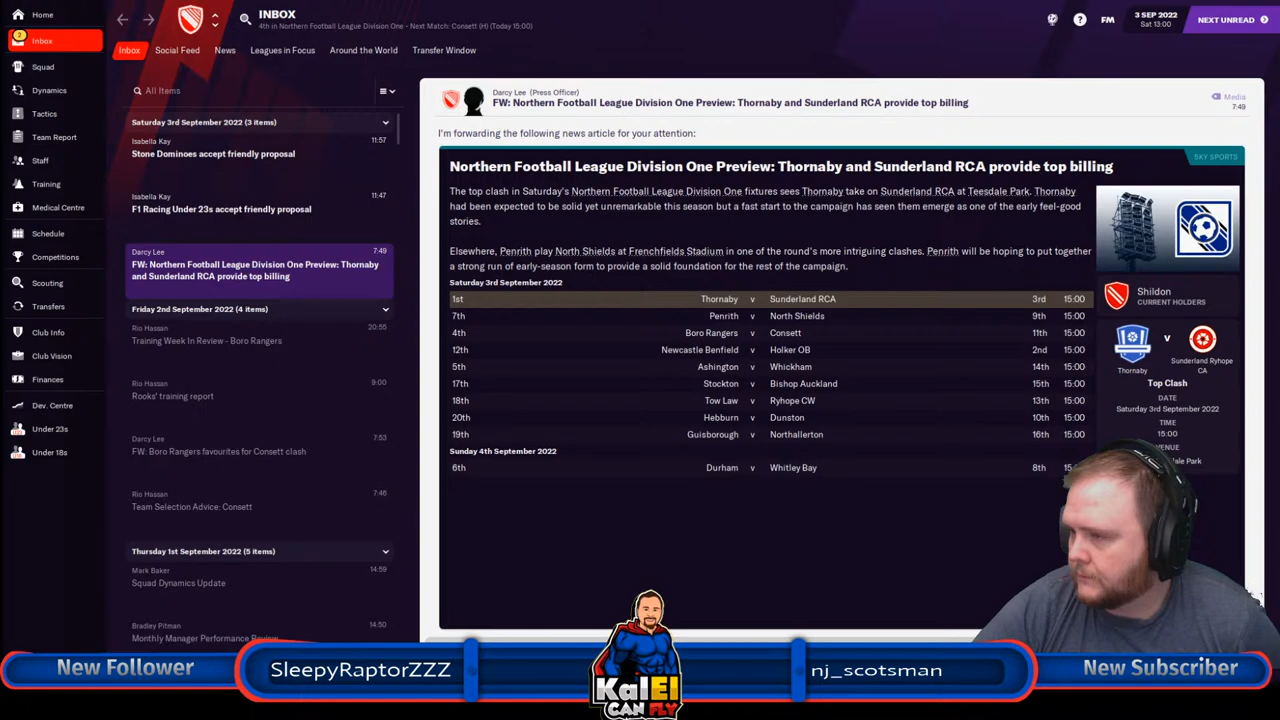 Home
2
Inbox
Squad
Dynamics
Tactics
Team Report
Staff
Training
Medical Centre
Schedule
Competitions
Scouting
Transfers
Club Info
Club Vision
Finances
Dev. Centre
Under 23s
Under 18s
INBOX
4th in Northern Football League Division One - Next Match: Consett (H) (Today 15:00)
FM
3 SEP 2022
Sat 13:00
NEXT UNREAD
Inbox
Social Feed
News
Leagues in Focus
Around the World
Transfer Window
All Items
Saturday 3rd September 2022 (3 items)
Isabella Kay 11:57
Stone Dominoes accept friendly proposal
Isabella Kay 11:47
F1 Racing Under 23s accept friendly proposal
Darcy Lee 7:49
FW: Northern Football League Division One Preview: Thornaby
and Sunderland RCA provide top billing
Friday 2nd September 2022 (4 items)
Rio Hassan 20:55
Training Week In Review - Boro Rangers
Rio Hassan 9:00
Rooks' training report
Darcy Lee 7:53
FW: Boro Rangers favourites for Consett clash
Rio Hassan 7:46
Team Selection Advice: Consett
Thursday 1st September 2022 (5 items)
Mark Baker 14:59
Squad Dynamics Update
Bradley Pitman 14:50
Monthly Manager Performance Review
Darcy Lee (Press Officer)
FW: Northern Football League Division One Preview: Thornaby and Sunderland RCA provide top billing
Media
7:49
I'm forwarding the following news article for your attention:
SKY SPORTS
Northern Football League Division One Preview: Thornaby and Sunderland RCA provide top billing
The top clash in Saturday's Northern Football League Division One fixtures sees Thornaby take on Sunderland RCA at Teesdale Park. Thornaby
had been expected to be solid yet unremarkable this season but a fast start to the campaign has seen them emerge as one of the early feel-good
stories.
Elsewhere, Penrith play North Shields at Frenchfields Stadium in one of the round's more intriguing clashes. Penrith will be hoping to put together
a strong run of early-season form to provide a solid foundation for the rest of the campaign.
Saturday 3rd September 2022
1st Thornaby v Sunderland RCA 3rd 15:00
7th Penrith v North Shields 9th 15:00
4th Boro Rangers v Consett 11th 15:00
12th Newcastle Benfield v Holker OB 2nd 15:00
5th Ashington v Whickham 14th 15:00
17th Stockton v Bishop Auckland 15th 15:00
18th Tow Law v Ryhope CW 13th 15:00
20th Hebburn v Dunston 10th 15:00
19th Guisborough v Northallerton 16th 15:00
Sunday 4th September 2022
6th Durham v Whitley Bay 8th
Shildon
CURRENT HOLDERS
v
Thornaby
Sunderland Ryhope
CA
Top Clash
DATE
Saturday 3rd September 2022
TIME
15:00
New Follower
SleepyRaptorZZZ
KalEl
CAN FLY
nj_scotsman
New Subscriber